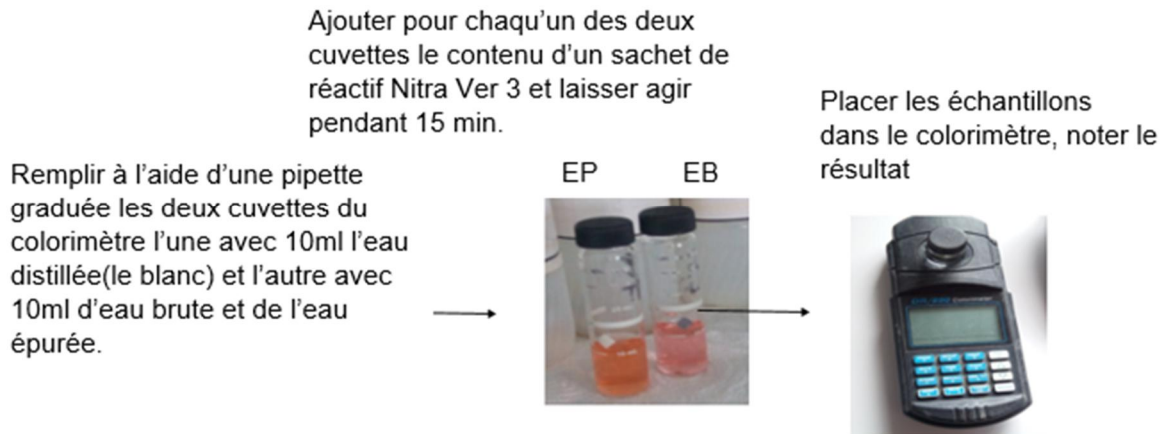 Ajouter pour chaqu'un des deux
cuvettes le contenu d'un sachet de
réactif Nitra Ver 3 et laisser agir
pendant 15 min.
Placer les échantillons
dans le colorimètre, noter le
résultat
Remplir à l'aide d'une pipette
graduée les deux cuvettes du
colorimètre l'une avec 10ml l'eau
distillée(le blanc) et l'autre avec
10ml d'eau brute et de l'eau
épurée.
EP EB